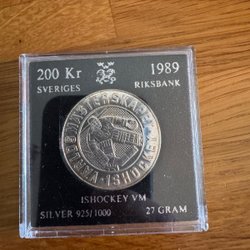 200 Kr 1989
SVERIGES RIKSBANK
ISHOCKEY VM
SILVER 925/1000 27 GRAM